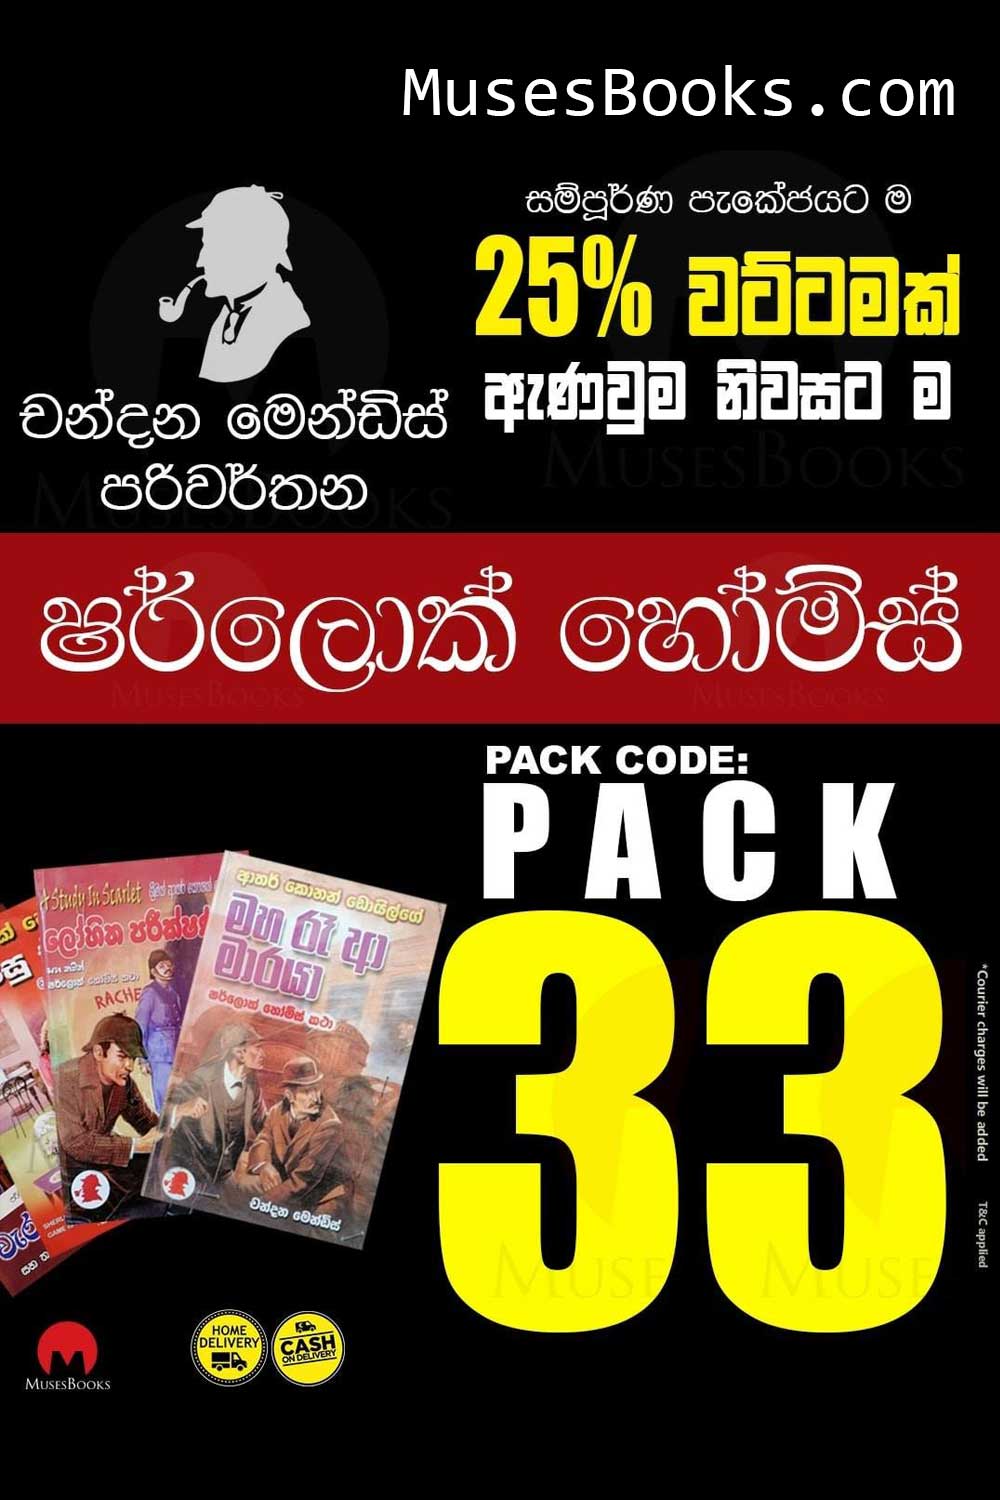 MusesBooks.com
සම්පූර්ණ පැකේජයට ම
25% වට්ටමක්
ඇණවුම නිවසට ම
චන්දන මෙන්ඩිස්
පරිවර්තන
ෂර්ලොක් හෝම්ස්
PACK CODE:
PACK
33
ආතර් කොනන් ඩොයිල්ගේ
මහ රෑ ආ
මාරයා
ෂර්ලොක් හෝම්ස් කථා
චන්දන මෙන්ඩිස්
A Study In Scarlet
ලෝහිත පරීක්ෂණ
ෂර්ලොක් හෝම්ස් කථා
RACHE
*Courier charges will be added
T&C applied
MUSESBOOKS
HOME
DELIVERY
CASH
ON DELIVERY